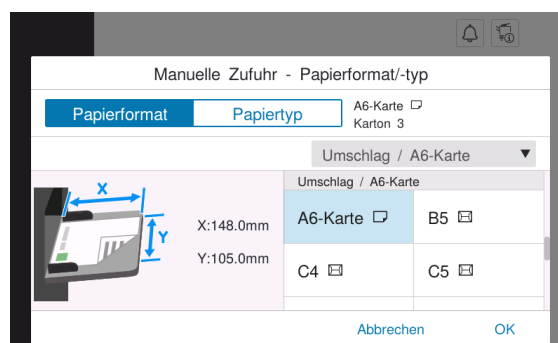 Manuelle Zufuhr - Papierformat/-typ
Papierformat
Papiertyp
A6-Karte
Karton 3
Umschlag / A6-Karte
Umschlag / A6-Karte
X
Y
X:148.0mm
Y:105.0mm
A6-Karte
B5
C4
C5
Abbrechen
OK